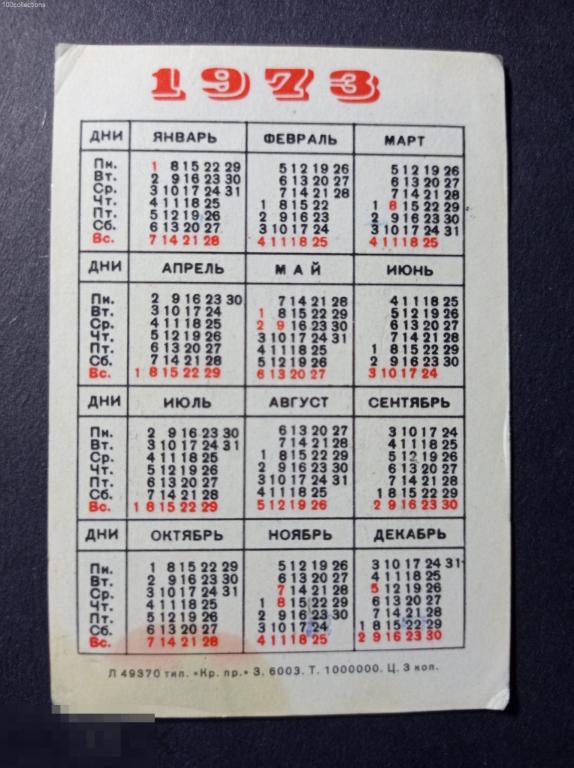 100collections
1973
ДНИ ЯНВАРЬ ФЕВРАЛЬ МАРТ
Пн. 1 8 15 22 29 5 12 19 26 5 12 19 26
Вт. 2 9 16 23 30 6 13 20 27 6 13 20 27
Ср. 3 10 17 24 31 7 14 21 28 7 14 21 28
Чт. 4 11 18 25 1 8 15 22 1 8 15 22 29
Пт. 5 12 19 26 2 9 16 23 2 9 16 23 30
Сб. 6 13 20 27 3 10 17 24 3 10 17 24 31
Вс. 7 14 21 28 4 11 18 25 4 11 18 25
ДНИ АПРЕЛЬ МАЙ ИЮНЬ
Пн. 2 9 16 23 30 7 14 21 28 4 11 18 25
Вт. 3 10 17 24 1 8 15 22 29 5 12 19 26
Ср. 4 11 18 25 2 9 16 23 30 6 13 20 27
Чт. 5 12 19 26 3 10 17 24 31 7 14 21 28
Пт. 6 13 20 27 4 11 18 25 1 8 15 22 29
Сб. 7 14 21 28 5 12 19 26 2 9 16 23 30
Вс. 1 8 15 22 29 6 13 20 27 3 10 17 24
ДНИ ИЮЛЬ АВГУСТ СЕНТЯБРЬ
Пн. 2 9 16 23 30 6 13 20 27 3 10 17 24
Вт. 3 10 17 24 31 7 14 21 28 4 11 18 25
Ср. 4 11 18 25 1 8 15 22 29 5 12 19 26
Чт. 5 12 19 26 2 9 16 23 30 6 13 20 27
Пт. 6 13 20 27 3 10 17 24 31 7 14 21 28
Сб. 7 14 21 28 4 11 18 25 1 8 15 22 29
Вс. 1 8 15 22 29 5 12 19 26 2 9 16 23 30
ДНИ ОКТЯБРЬ НОЯБРЬ ДЕКАБРЬ
Пн. 1 8 15 22 29 5 12 19 26 3 10 17 24 31
Вт. 2 9 16 23 30 6 13 20 27 4 11 18 25
Ср. 3 10 17 24 31 7 14 21 28 5 12 19 26
Чт. 4 11 18 25 1 8 15 22 29 6 13 20 27
Пт. 5 12 19 26 2 9 16 23 30 7 14 21 28
Сб. 6 13 20 27 3 10 17 24 1 8 15 22 29
Вс. 7 14 21 28 4 11 18 25 2 9 16 23 30
Л 49370 тип. «Кр. пр.» З. 6003. Т. 1000000. Ц. 3 коп.